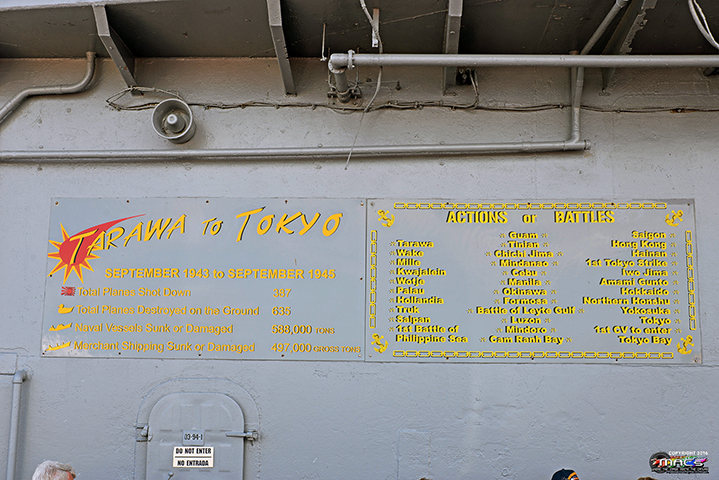 TARAWA TO TOKYO
SEPTEMBER 1943 to SEPTEMBER 1945
Total Planes Shot Down 387
Total Planes Destroyed on the Ground 635
Naval Vessels Sunk or Damaged 538,000 TONS
Merchant Shipping Sunk or Damaged 497,000 GROSS TONS
ACTIONS or BATTLES
Tarawa
Wake
Mille
Kwajalein
Wotje
Palau
Hollandia
Truk
Saipan
1st Battle of
Philippine Sea
Guam
Tinian
Chichi Jima
Mindanao
Cebu
Manila
Okinawa
Formosa
Battle of Leyte Gulf
Luzon
Mindoro
Cam Ranh Bay
Saigon
Hong Kong
Hainan
1st Tokyo Strike
Iwo Jima
Amami Gunto
Hokkaido
Northern Honshu
Yokosuka
Tokyo
1st CV to enter
Tokyo Bay
03-94-1
DO NOT ENTER
NO ENTRADA
COPYRIGHT 2016
MACS